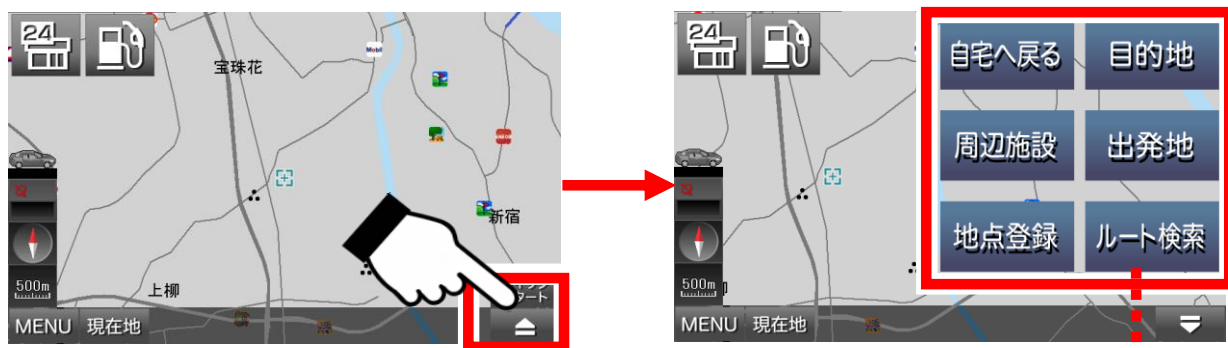 24
Mobil
宝珠花
新宿
500m
上柳
ート
MENU 現在地
24
自宅へ戻る 目的地
周辺施設 出発地
地点登録 ルート検索
500m
MENU 現在地